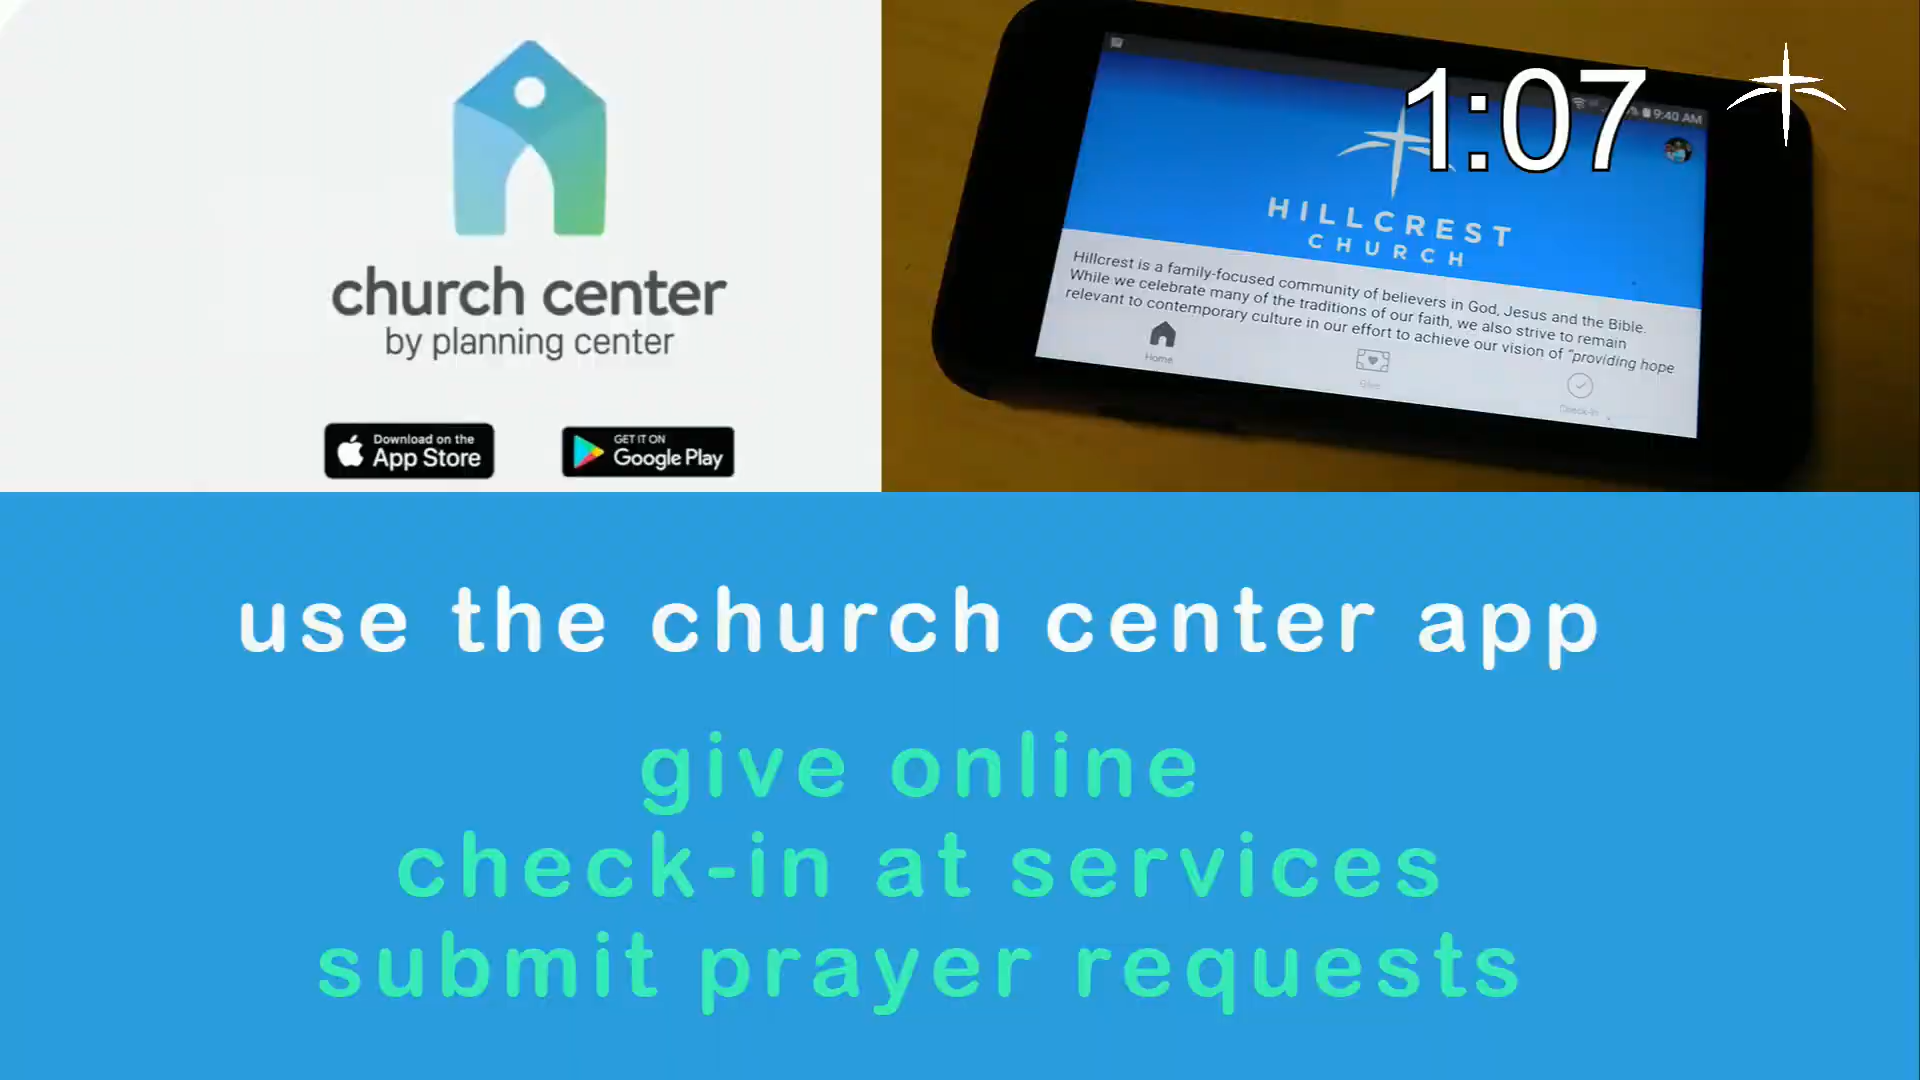 church center
by planning center
Download on the
App Store
GET IT ON
Google Play
1:07
9:40 AM
HILLCREST
CHURCH
Hillcrest is a family-focused community of believers in God, Jesus and the Bible.
While we celebrate many of the traditions of our faith, we also strive to remain
relevant to contemporary culture in our effort to achieve our vision of "providing hope
Home
Give
Check-in
use the church center app
give online
check-in at services
submit prayer requests